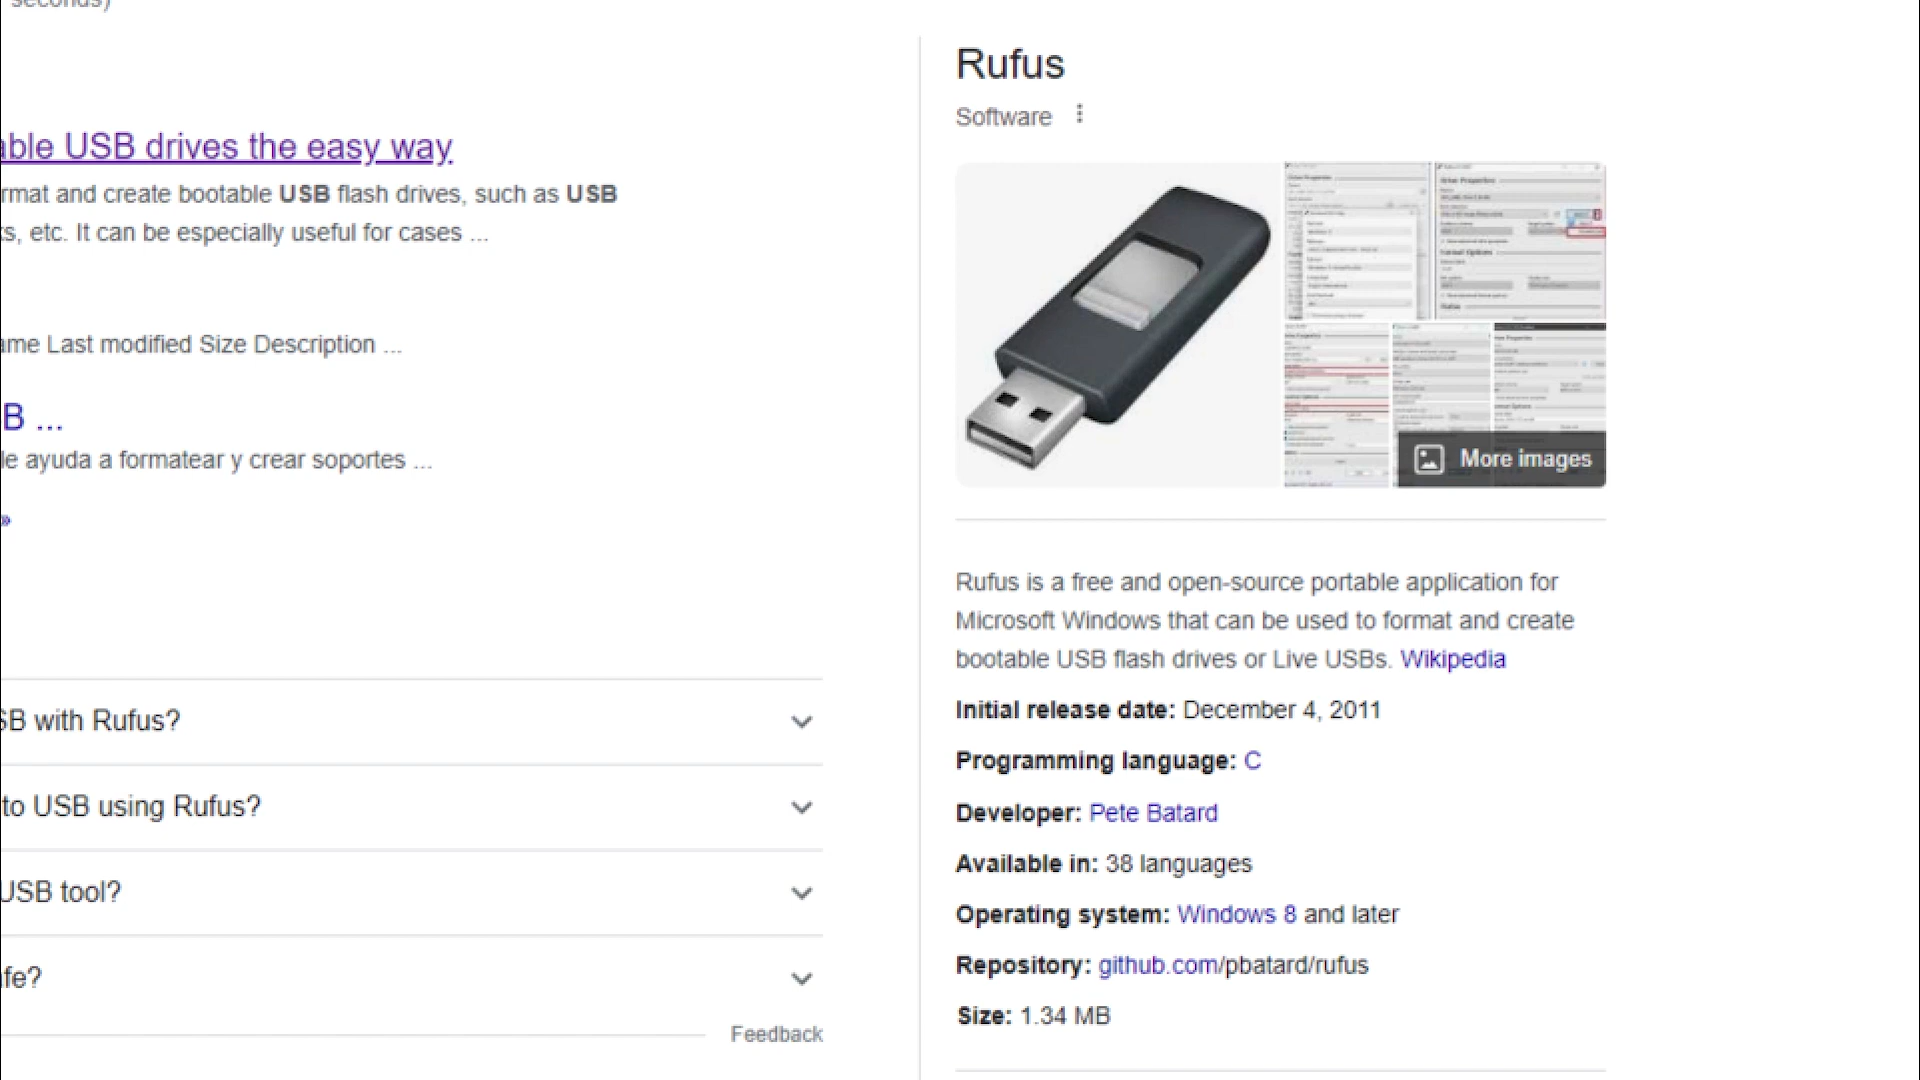 seconds)
able USB drives the easy way
rmat and create bootable USB flash drives, such as USB
ks, etc. It can be especially useful for cases ...
ame Last modified Size Description ...
B ...
le ayuda a formatear y crear soportes ...
»
SB with Rufus?
to USB using Rufus?
USB tool?
afe?
Feedback
Rufus
Software
More images
Rufus is a free and open-source portable application for
Microsoft Windows that can be used to format and create
bootable USB flash drives or Live USBs. Wikipedia
Initial release date: December 4, 2011
Programming language: C
Developer: Pete Batard
Available in: 38 languages
Operating system: Windows 8 and later
Repository: github.com/pbatard/rufus
Size: 1.34 MB